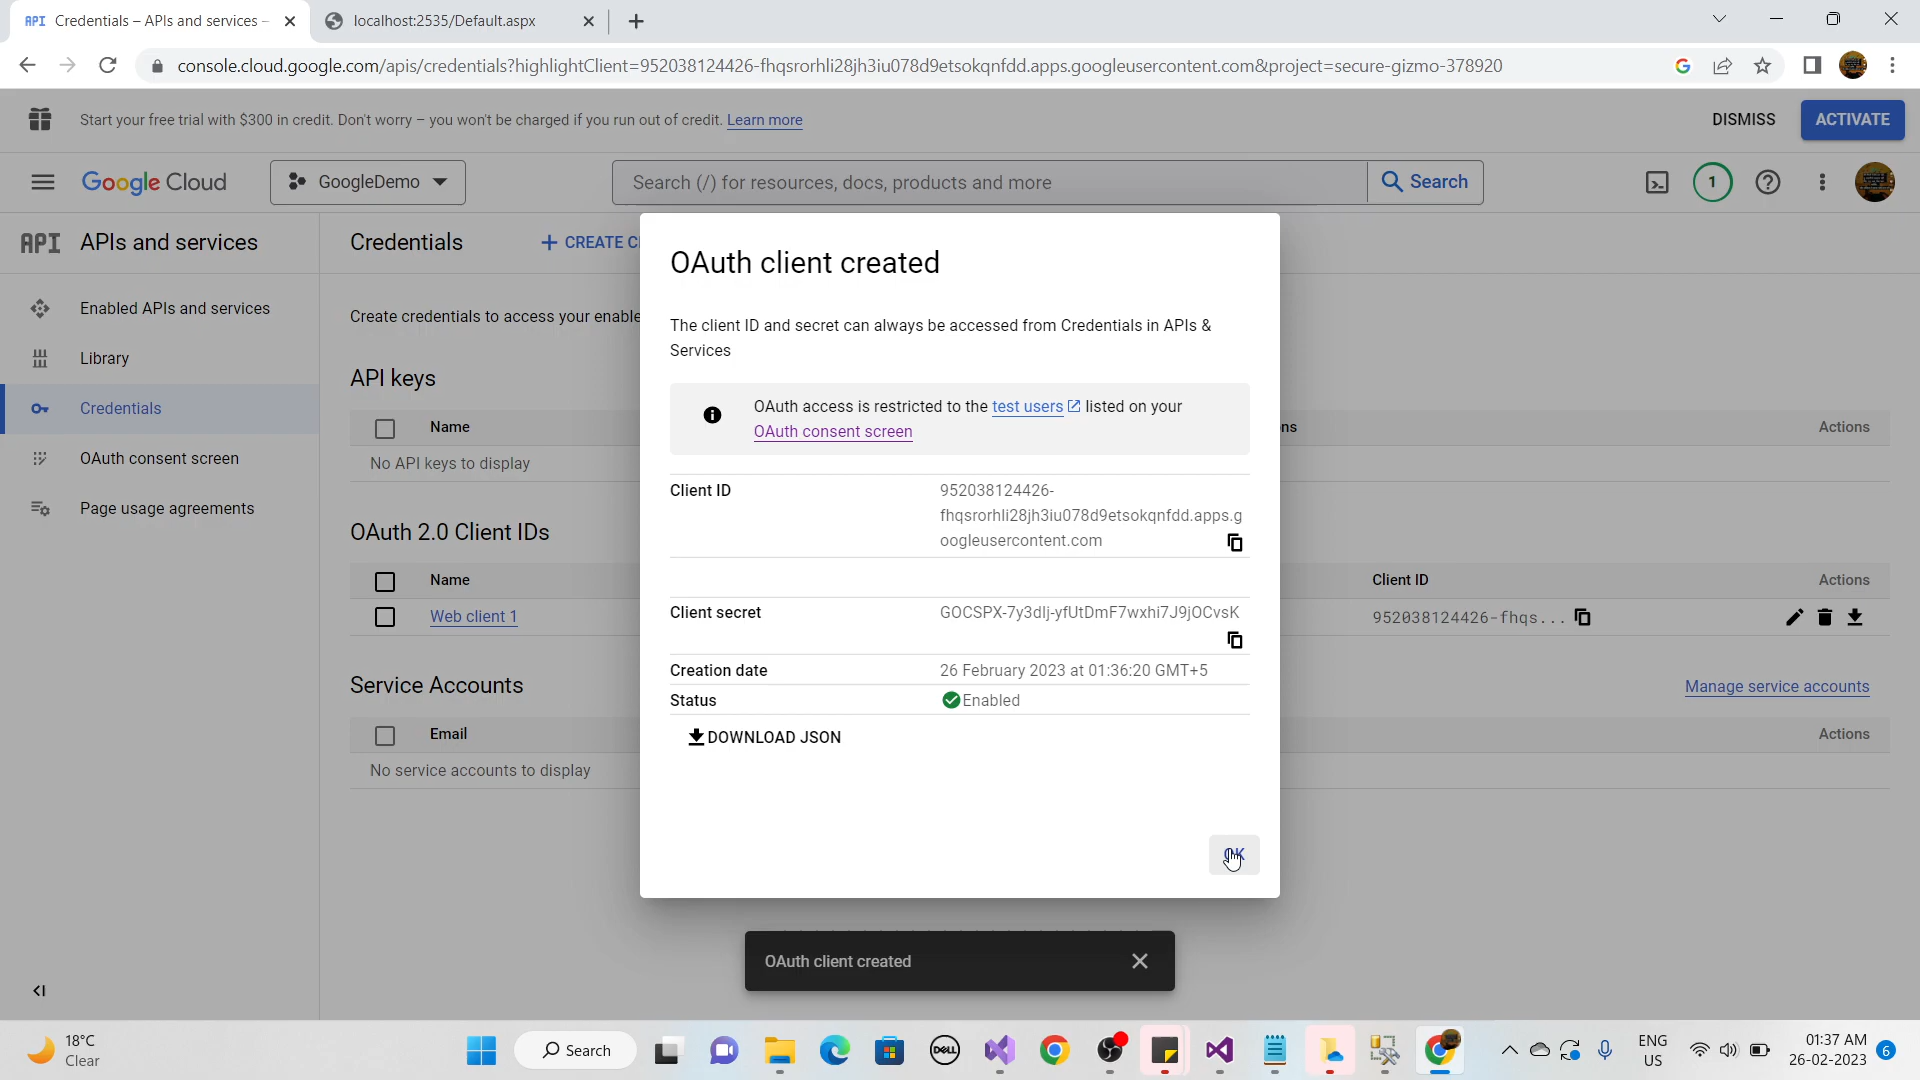 Credentials – APIs and services –
localhost:2535/Default.aspx
console.cloud.google.com/apis/credentials?highlightClient=952038124426-fhqsrorhli28jh3iu078d9etsokqnfdd.apps.googleusercontent.com&project=secure-gizmo-378920
Start your free trial with $300 in credit. Don't worry – you won't be charged if you run out of credit. Learn more
DISMISS
ACTIVATE
Google Cloud
GoogleDemo
Search (/) for resources, docs, products and more
Search
1
API APIs and services
Credentials
+ CREATE C
Enabled APIs and services
Library
Credentials
OAuth consent screen
Page usage agreements
Create credentials to access your enable
API keys
Name
ns
Actions
No API keys to display
OAuth 2.0 Client IDs
Name
Client ID
Actions
Web client 1
952038124426-fhqs...
Service Accounts
Manage service accounts
Email
Actions
No service accounts to display
OAuth client created
The client ID and secret can always be accessed from Credentials in APIs &
Services
OAuth access is restricted to the test users listed on your
OAuth consent screen
Client ID
952038124426-
fhqsrorhli28jh3iu078d9etsokqnfdd.apps.g
oogleusercontent.com
Client secret
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
Creation date
26 February 2023 at 01:36:20 GMT+5
Status
Enabled
DOWNLOAD JSON
OK
OAuth client created
18°C
Clear
Search
DELL
ENG
US
01:37 AM
26-02-2023
6